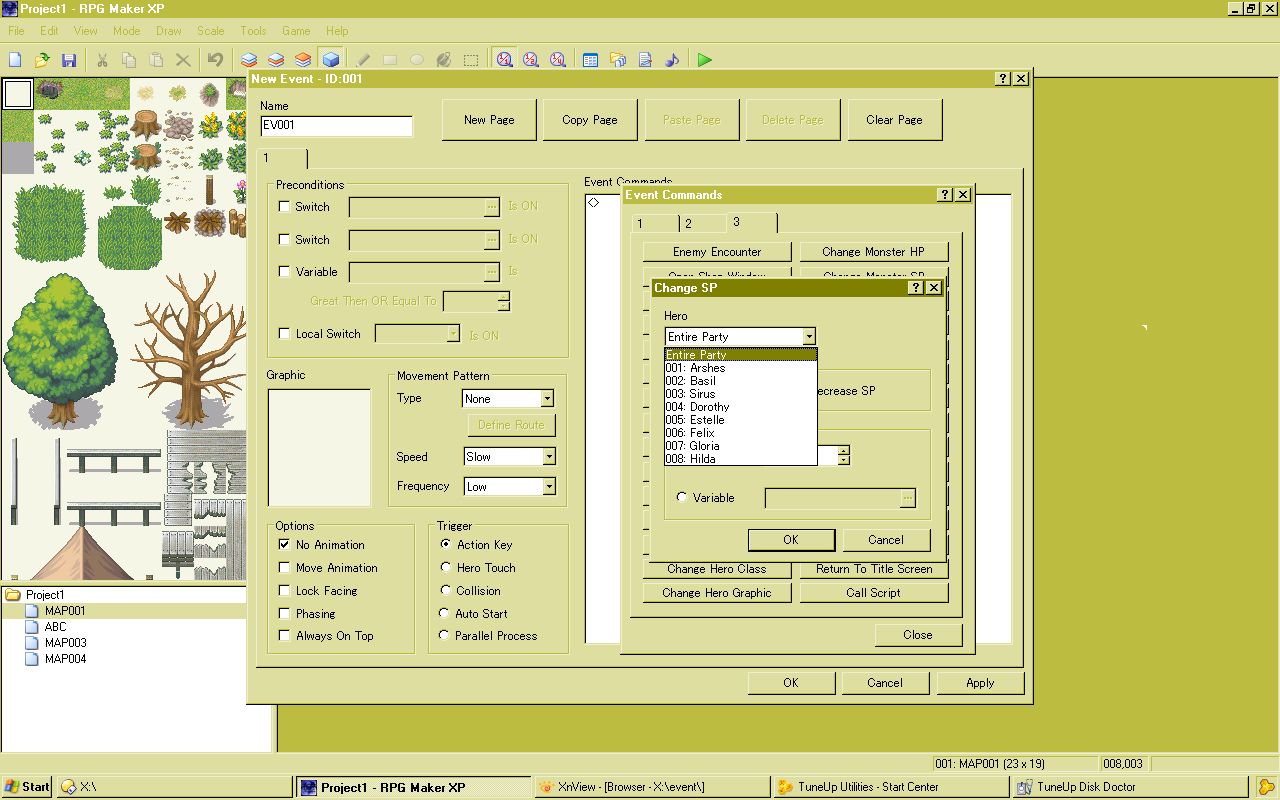 Project1 - RPG Maker XP
File Edit View Mode Draw Scale Tools Game Help
New Event - ID:001
Name
EV001
New Page
Copy Page
Paste Page
Delete Page
Clear Page
1
Preconditions
Switch
Is ON
Switch
Is ON
Variable
Is
Great Then OR Equal To
Local Switch
Is ON
Graphic
Movement Pattern
Type
None
Define Route
Speed
Slow
Frequency
Low
Options
No Animation
Move Animation
Lock Facing
Phasing
Always On Top
Trigger
Action Key
Hero Touch
Collision
Auto Start
Parallel Process
Event Commands
Event Commands
1 2 3
Enemy Encounter
Change Monster HP
Open Shop Window
Change Monster SP
Change SP
Hero
Entire Party
Entire Party
001: Arshes
002: Basil
003: Sirus
004: Dorothy
005: Estelle
006: Felix
007: Gloria
008: Hilda
ecrease SP
Variable
OK
Cancel
Change Hero Class
Return To Title Screen
Change Hero Graphic
Call Script
Close
OK
Cancel
Apply
Project1
MAP001
ABC
MAP003
MAP004
001: MAP001 (23 x 19)
008,003
Start
X:\
Project1 - RPG Maker XP
XnView - [Browser - X:\event\]
TuneUp Utilities - Start Center
TuneUp Disk Doctor